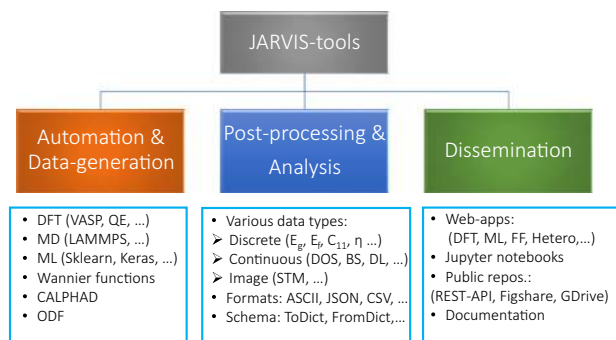 JARVIS-tools
Automation &
Data-generation
Post-processing &
Analysis
Dissemination
• DFT (VASP, QE, …)
• MD (LAMMPS, …)
• ML (Sklearn, Keras, …)
• Wannier functions
• CALPHAD
• ODF
• Various data types:
➢ Discrete (Eg, Ef, C11, η …)
➢ Continuous (DOS, BS, DL, …)
➢ Image (STM, …)
• Formats: ASCII, JSON, CSV, …
• Schema: ToDict, FromDict,…
• Web-apps:
(DFT, ML, FF, Hetero,…)
• Jupyter notebooks
• Public repos.:
(REST-API, Figshare, GDrive)
• Documentation